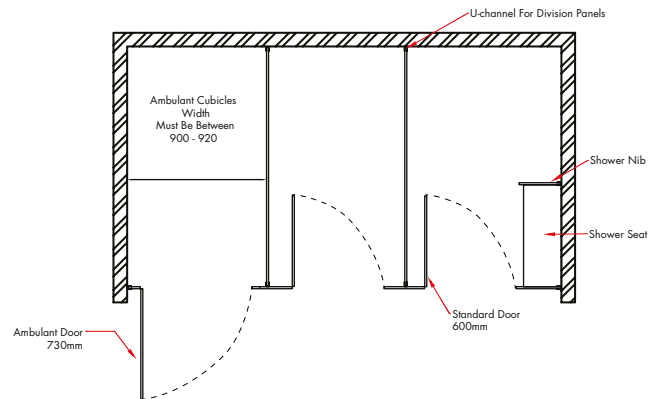 U-channel For Division Panels
Ambulant Cubicles
Width
Must Be Between
900 - 920
Shower Nib
Shower Seat
Standard Door
600mm
Ambulant Door
730mm